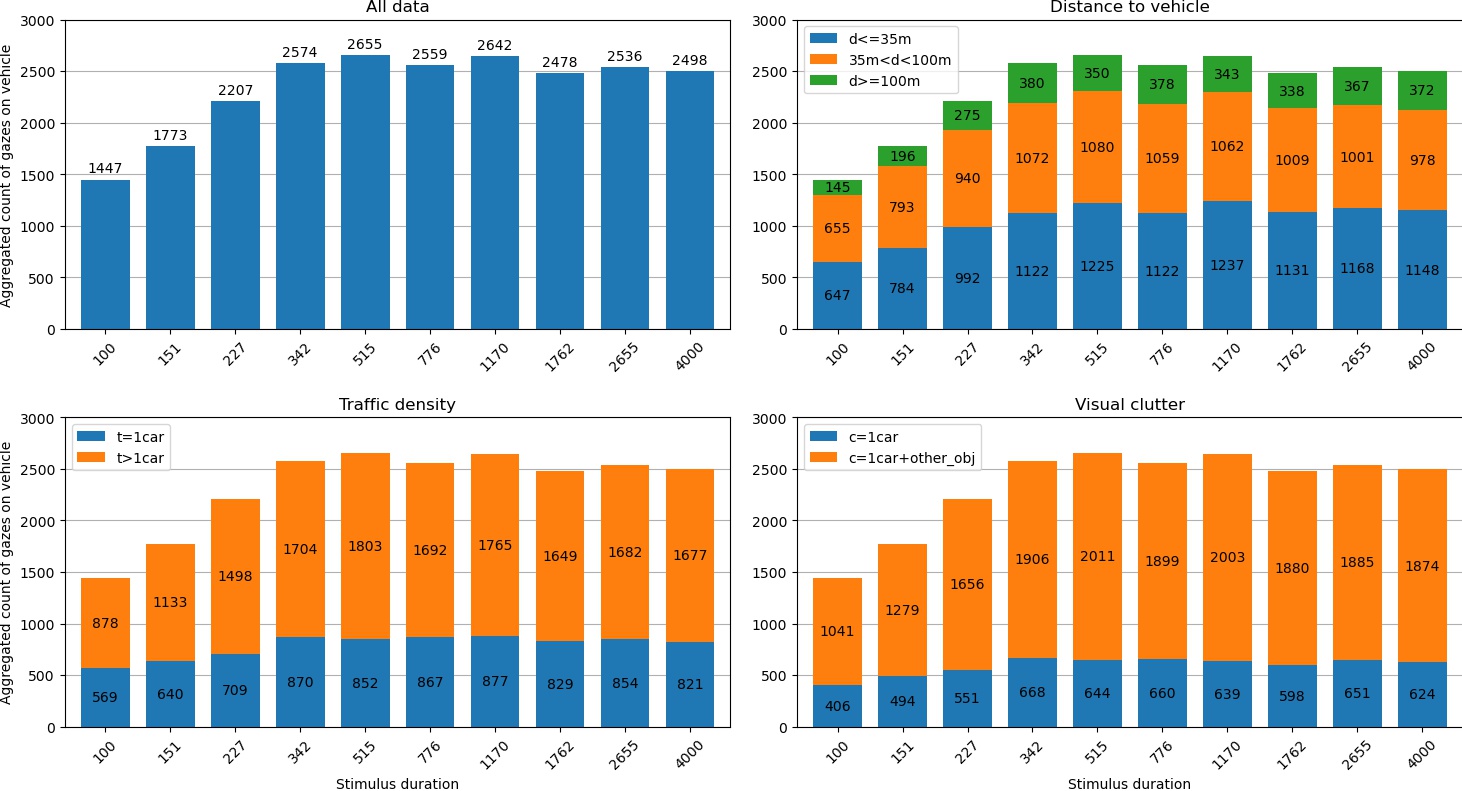 All data
Aggregated count of gazes on vehicle
3000
2500
2000
1500
1000
500
0
1447 1773 2207 2574 2655 2559 2642 2478 2536 2498
100 151 227 342 515 776 1170 1762 2655 4000
Distance to vehicle
d<=35m
35m<d<100m
d>=100m
3000
2500
2000
1500
1000
500
0
145 196 275 380 350 378 343 338 367 372
655 793 940 1072 1080 1059 1062 1009 1001 978
647 784 992 1122 1225 1122 1237 1131 1168 1148
100 151 227 342 515 776 1170 1762 2655 4000
Traffic density
Aggregated count of gazes on vehicle
t=1car
t>1car
3000
2500
2000
1500
1000
500
0
878 1133 1498 1704 1803 1692 1765 1649 1682 1677
569 640 709 870 852 867 877 829 854 821
100 151 227 342 515 776 1170 1762 2655 4000
Stimulus duration
Visual clutter
c=1car
c=1car+other_obj
3000
2500
2000
1500
1000
500
0
1041 1279 1656 1906 2011 1899 2003 1880 1885 1874
406 494 551 668 644 660 639 598 651 624
100 151 227 342 515 776 1170 1762 2655 4000
Stimulus duration